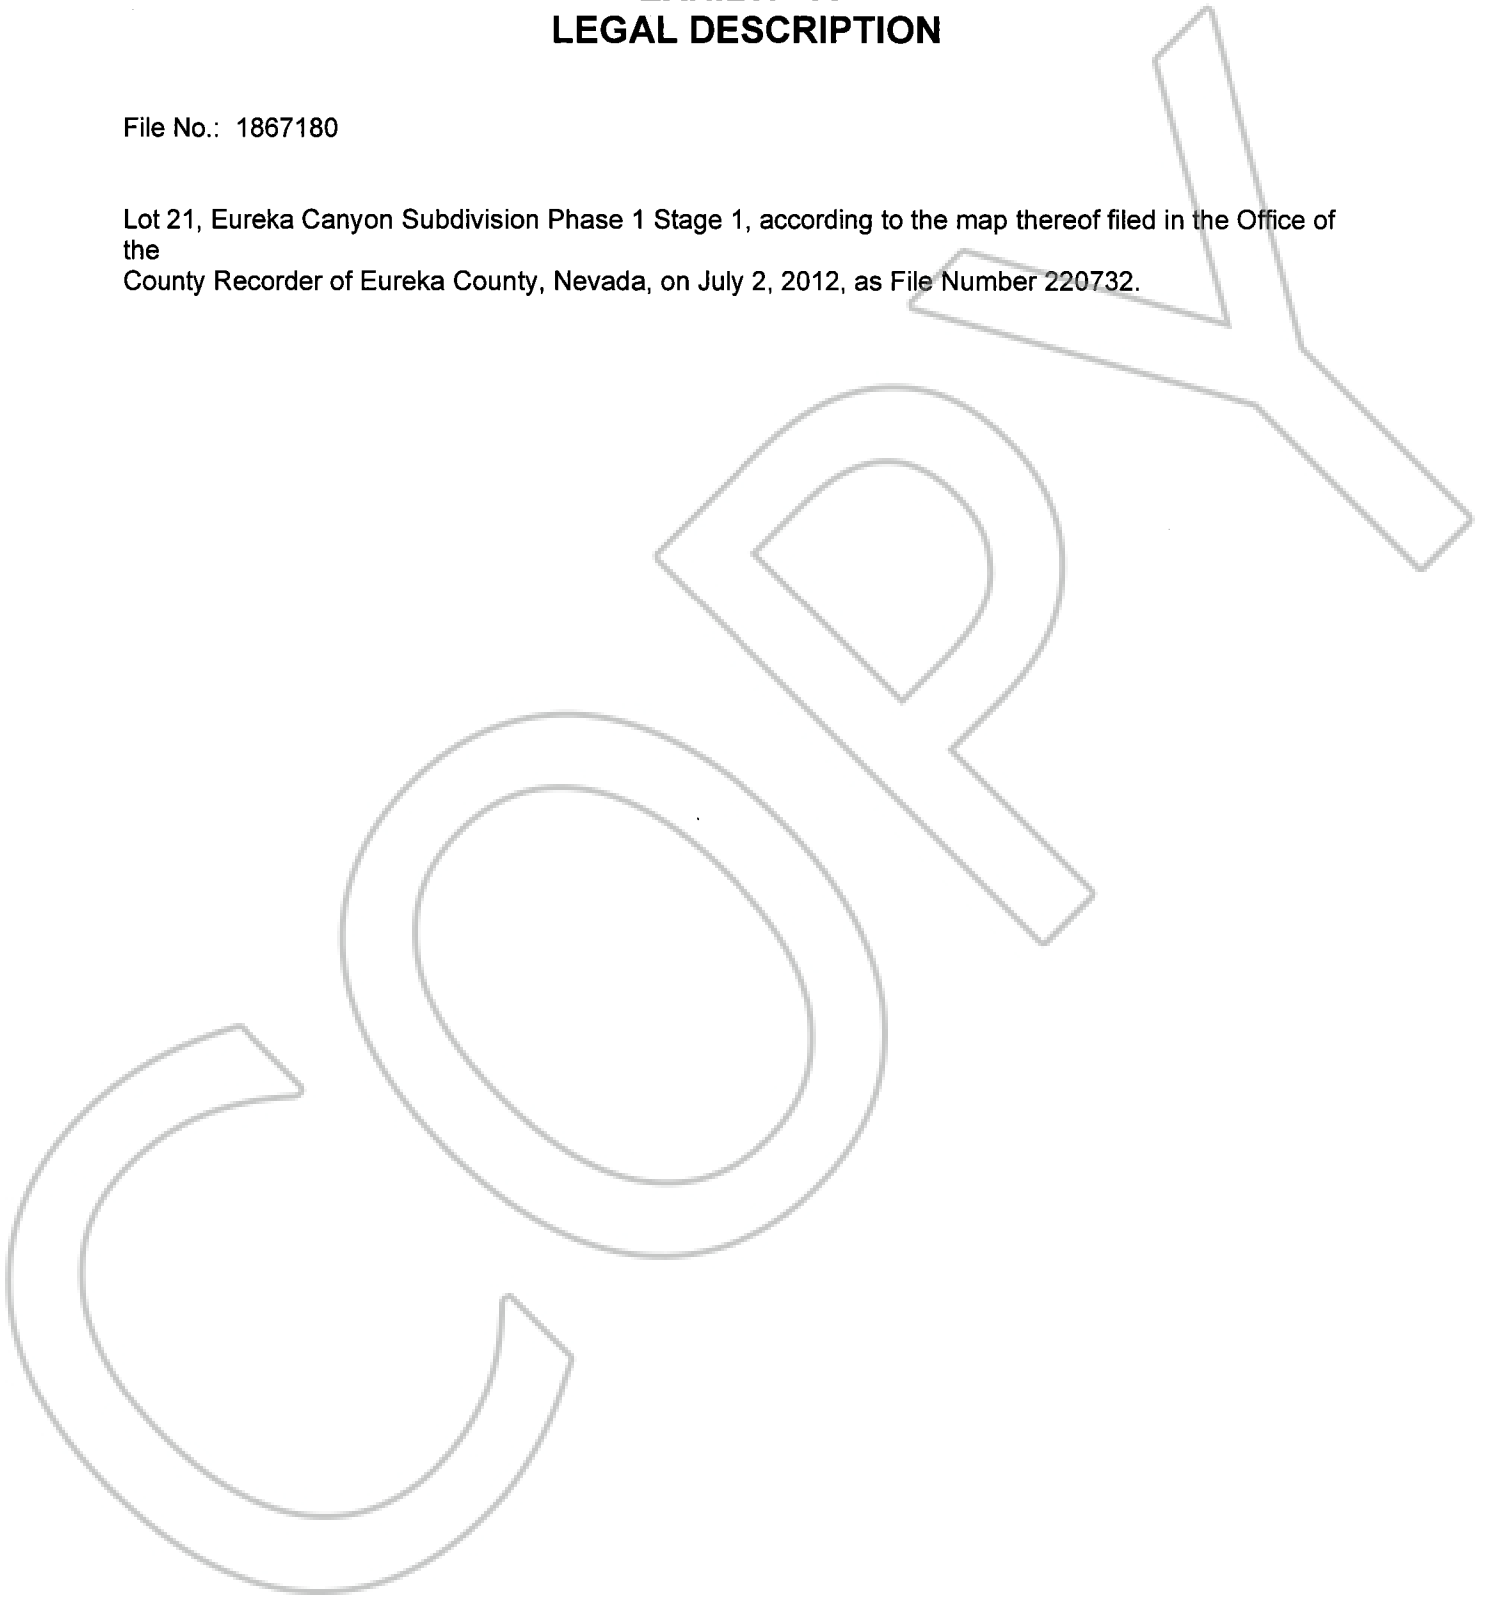 LEGAL DESCRIPTION
File No.: 1867180
Lot 21, Eureka Canyon Subdivision Phase 1 Stage 1, according to the map thereof filed in the Office of
the
County Recorder of Eureka County, Nevada, on July 2, 2012, as File Number 220732.
COPY